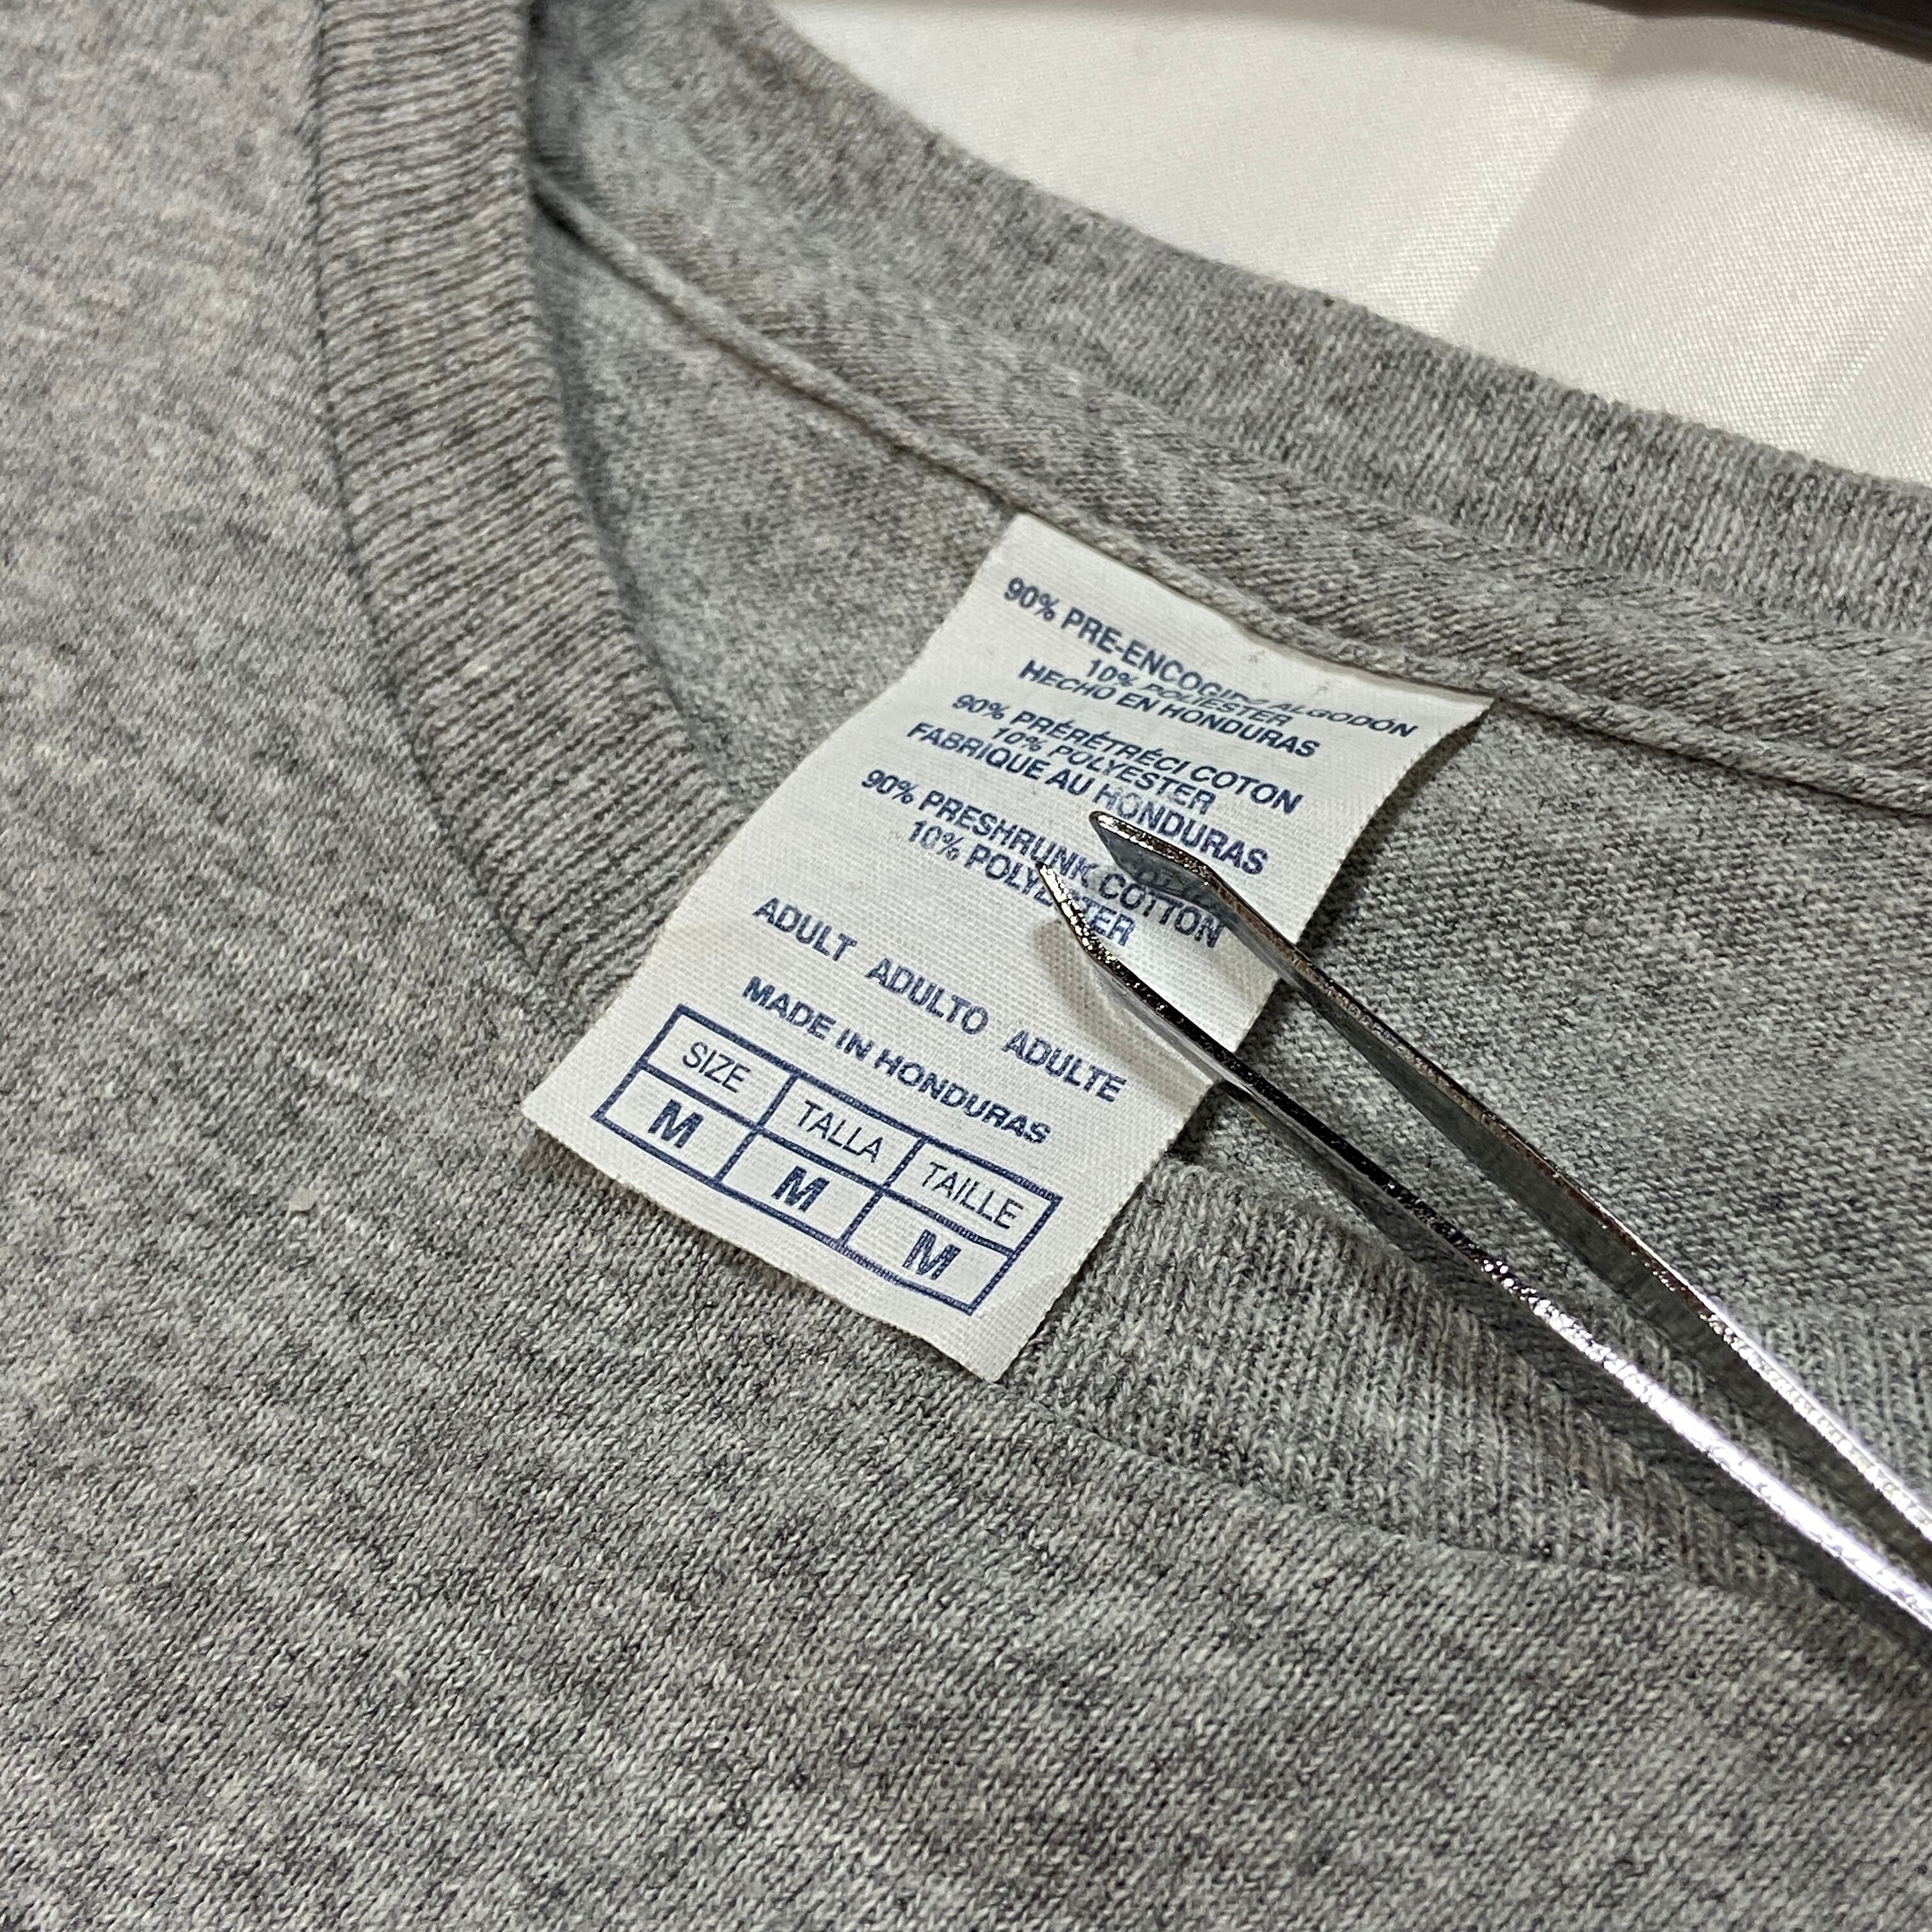 90% PRE-ENCOGIDO ALGODÓN
10% POLIESTER
HECHO EN HONDURAS
90% PRÉRÉTRÉCI COTON
10% POLYESTER
FABRIQUE AU HONDURAS
90% PRESHRUNK COTTON
10% POLYESTER
ADULT ADULTO ADULTE
MADE IN HONDURAS
SIZE TALLA TAILLE
M M M